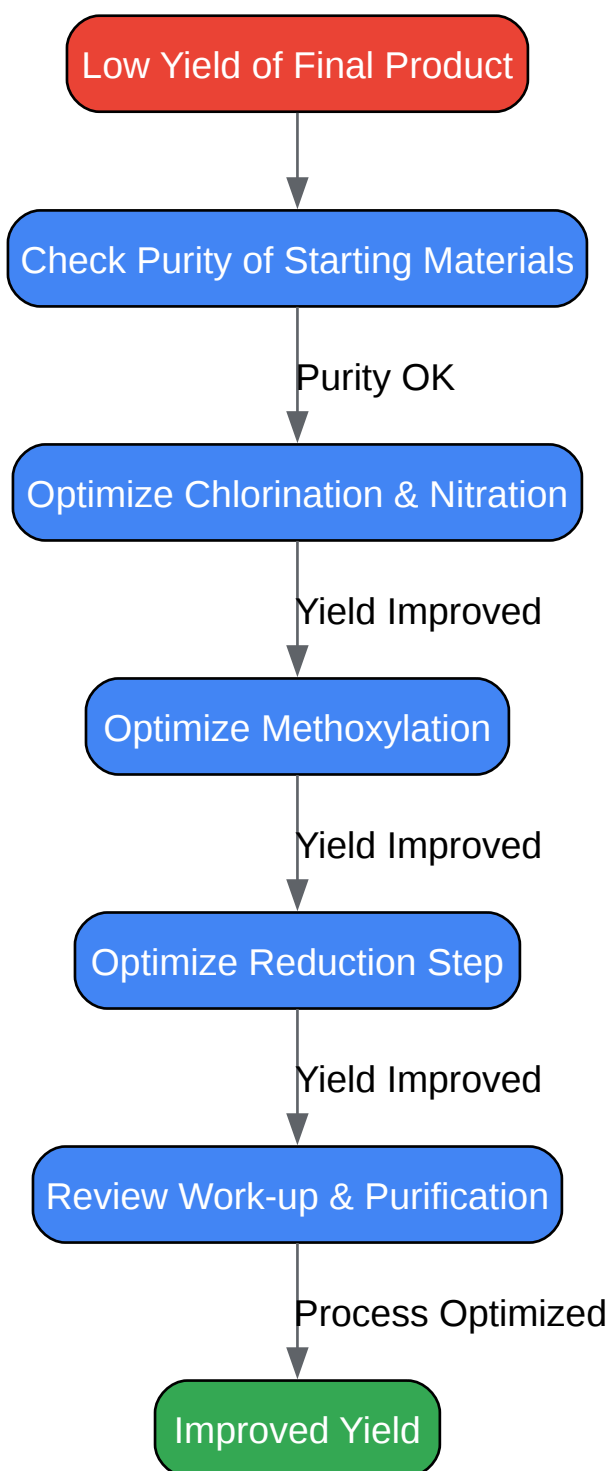 Low Yield of Final Product
Check Purity of Starting Materials
Purity OK
Optimize Chlorination & Nitration
Yield Improved
Optimize Methoxylation
Yield Improved
Optimize Reduction Step
Yield Improved
Review Work-up & Purification
Process Optimized
Improved Yield